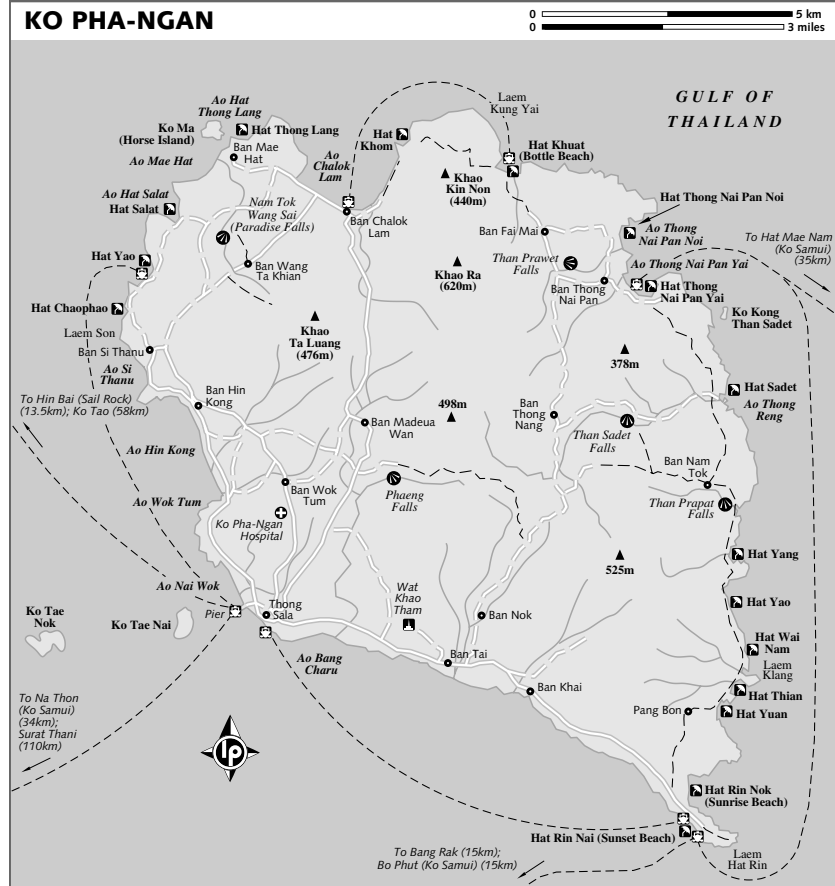 KO PHA-NGAN
0 5 km
0 3 miles
GULF OF
THAILAND
Laem
Kung Yai
Ao Hat
Thong Lang
Ko Ma
(Horse Island)
Hat Thong Lang
Hat
Khom
Ban Mae
Hat
Ao Mae Hat
Ao
Chalok
Lam
Hat Khuat
(Bottle Beach)
Khao
Kin Non
(440m)
Ao Hat Salat
Hat Salat
Nam Tok
Wang Sai
(Paradise Falls)
Ban Chalok
Lam
Hat Thong Nai Pan Noi
Ban Fai Mai
Ao Thong
Nai Pan Noi
To Hat Mae Nam
(Ko Samui)
(35km)
Hat Yao
Ban Wang
Ta Khian
Khao Ra
(620m)
Than Prawet
Falls
Ao Thong Nai Pan Yai
Ban Thong
Nai Pan
Hat Thong
Nai Pan Yai
Hat Chaophao
Ko Kong
Than Sadet
Laem Son
Khao
Ta Luang
(476m)
Ban Si Thanu
Ao Si
Thanu
378m
Hat Sadet
Ao Thong
Reng
To Hin Bai (Sail Rock)
(13.5km); Ko Tao (58km)
Ban Hin
Kong
498m
Ban
Thong
Nang
Ban Madeua
Wan
Than Sadet
Falls
Ao Hin Kong
Ban Nam
Tok
Ao Wok Tum
Ban Wok
Tum
Phaeng
Falls
Than Prapat
Falls
Ko Pha-Ngan
Hospital
Hat Yang
525m
Ao Nai Wok
Wat
Khao
Tham
Hat Yao
Ko Tae
Nok
Ko Tae Nai
Pier
Thong
Sala
Ban Nok
Hat Wai
Nam
Ao Bang
Charu
Ban Tai
Laem
Klang
To Na Thon
(Ko Samui)
(34km);
Surat Thani
(110km)
Ban Khai
Hat Thian
Pang Bon
Hat Yuan
lp
Hat Rin Nok
(Sunrise Beach)
Hat Rin Nai (Sunset Beach)
To Bang Rak (15km);
Bo Phut (Ko Samui) (15km)
Laem
Hat Rin